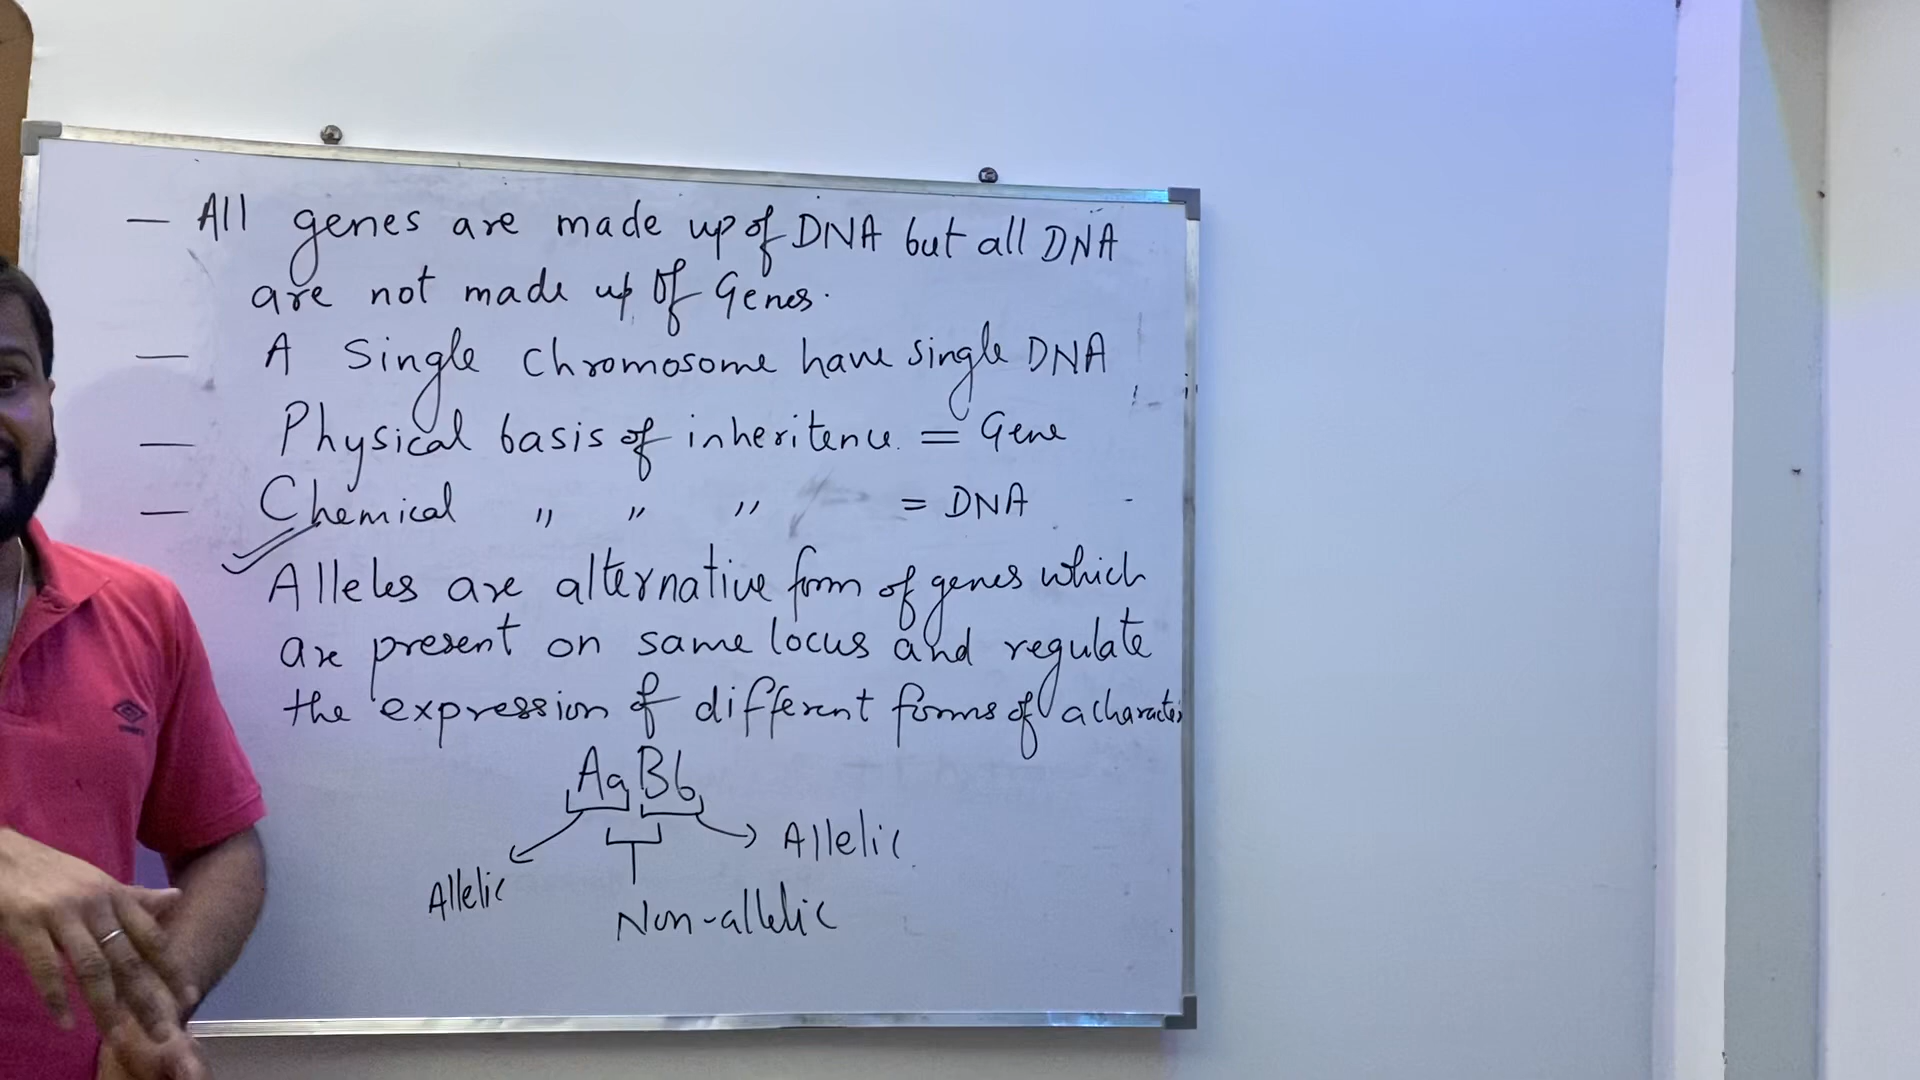 — All genes are made up of DNA but all DNA
are not made up of Genes.
— A Single Chromosome have single DNA
— Physical basis of inheritence = Gene
— Chemical " " " = DNA
Alleles are alternative form of genes which
are present on same locus and regulate
the expression of different forms of a character
AaBb
Allelic
Allelic
Non-allelic